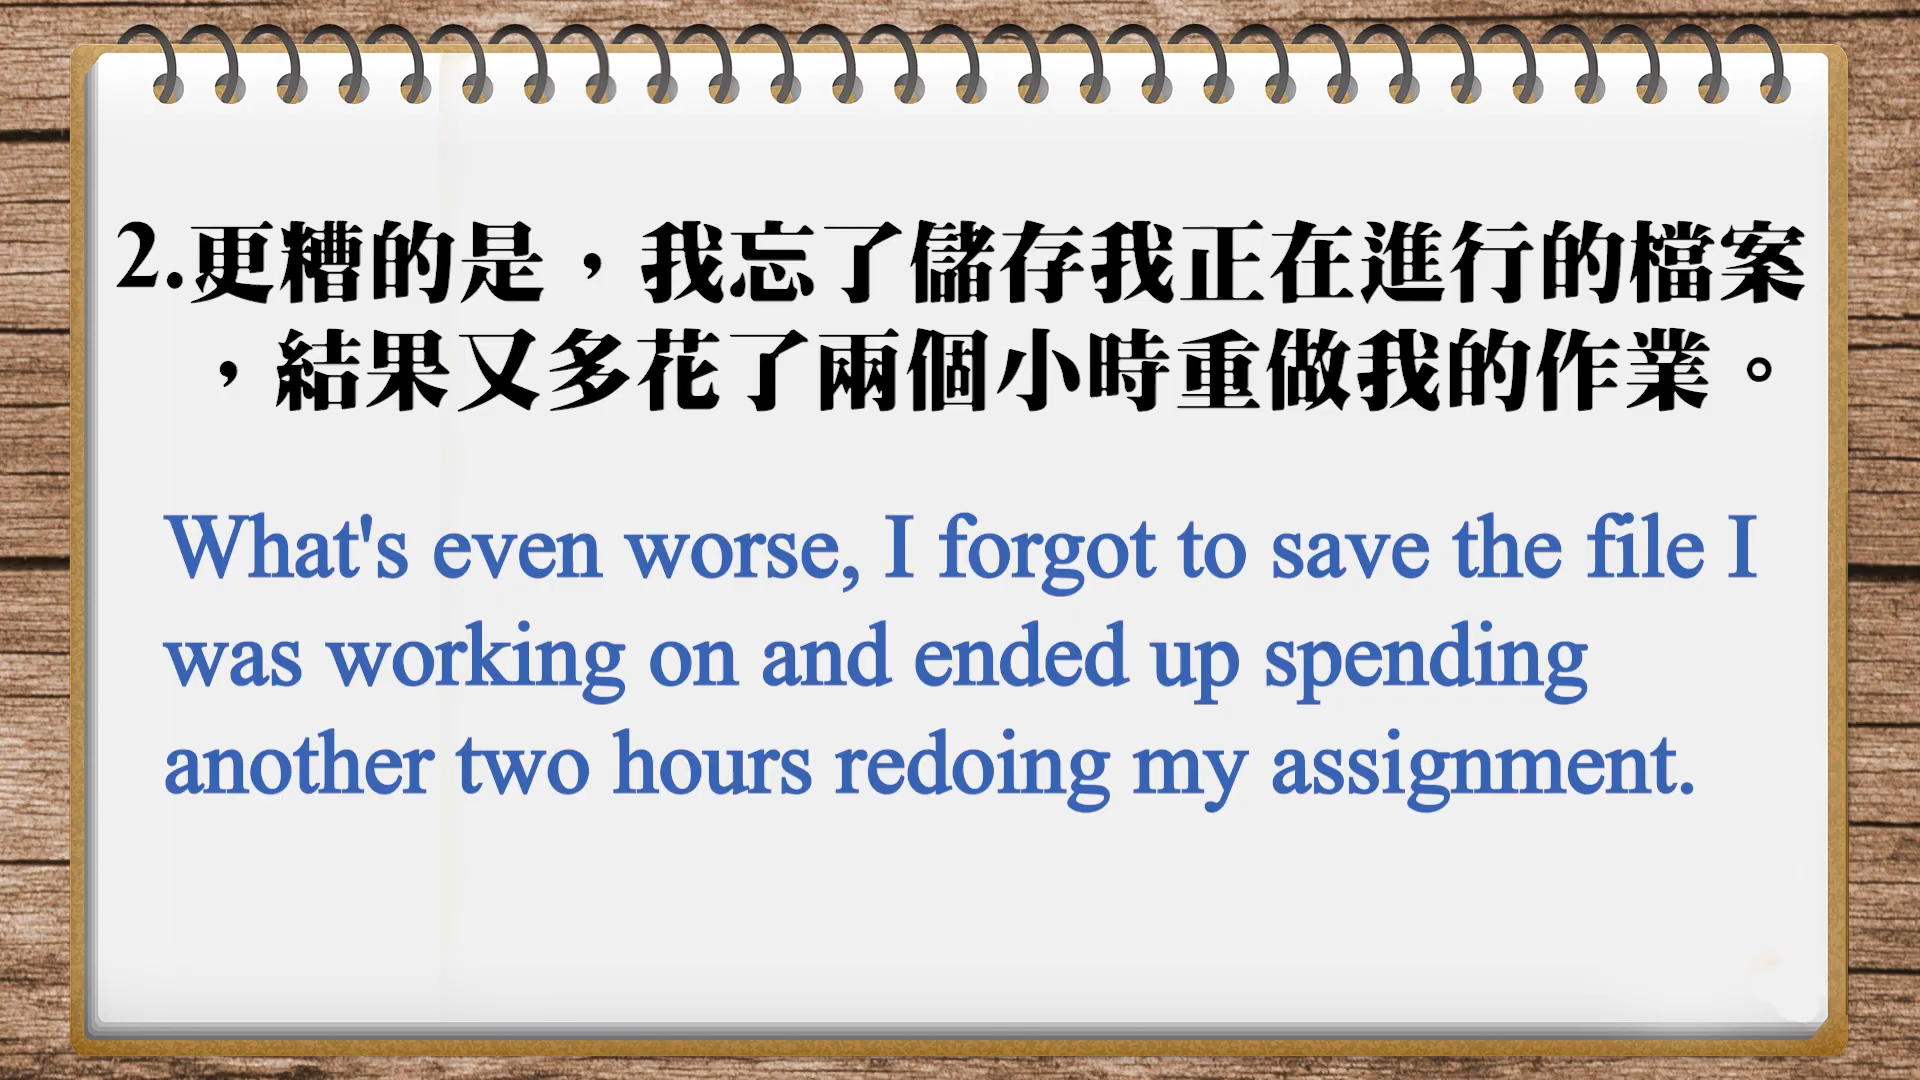 2.更糟的是，我忘了儲存我正在進行的檔案
，結果又多花了兩個小時重做我的作業。
What's even worse, I forgot to save the file I
was working on and ended up spending
another two hours redoing my assignment.